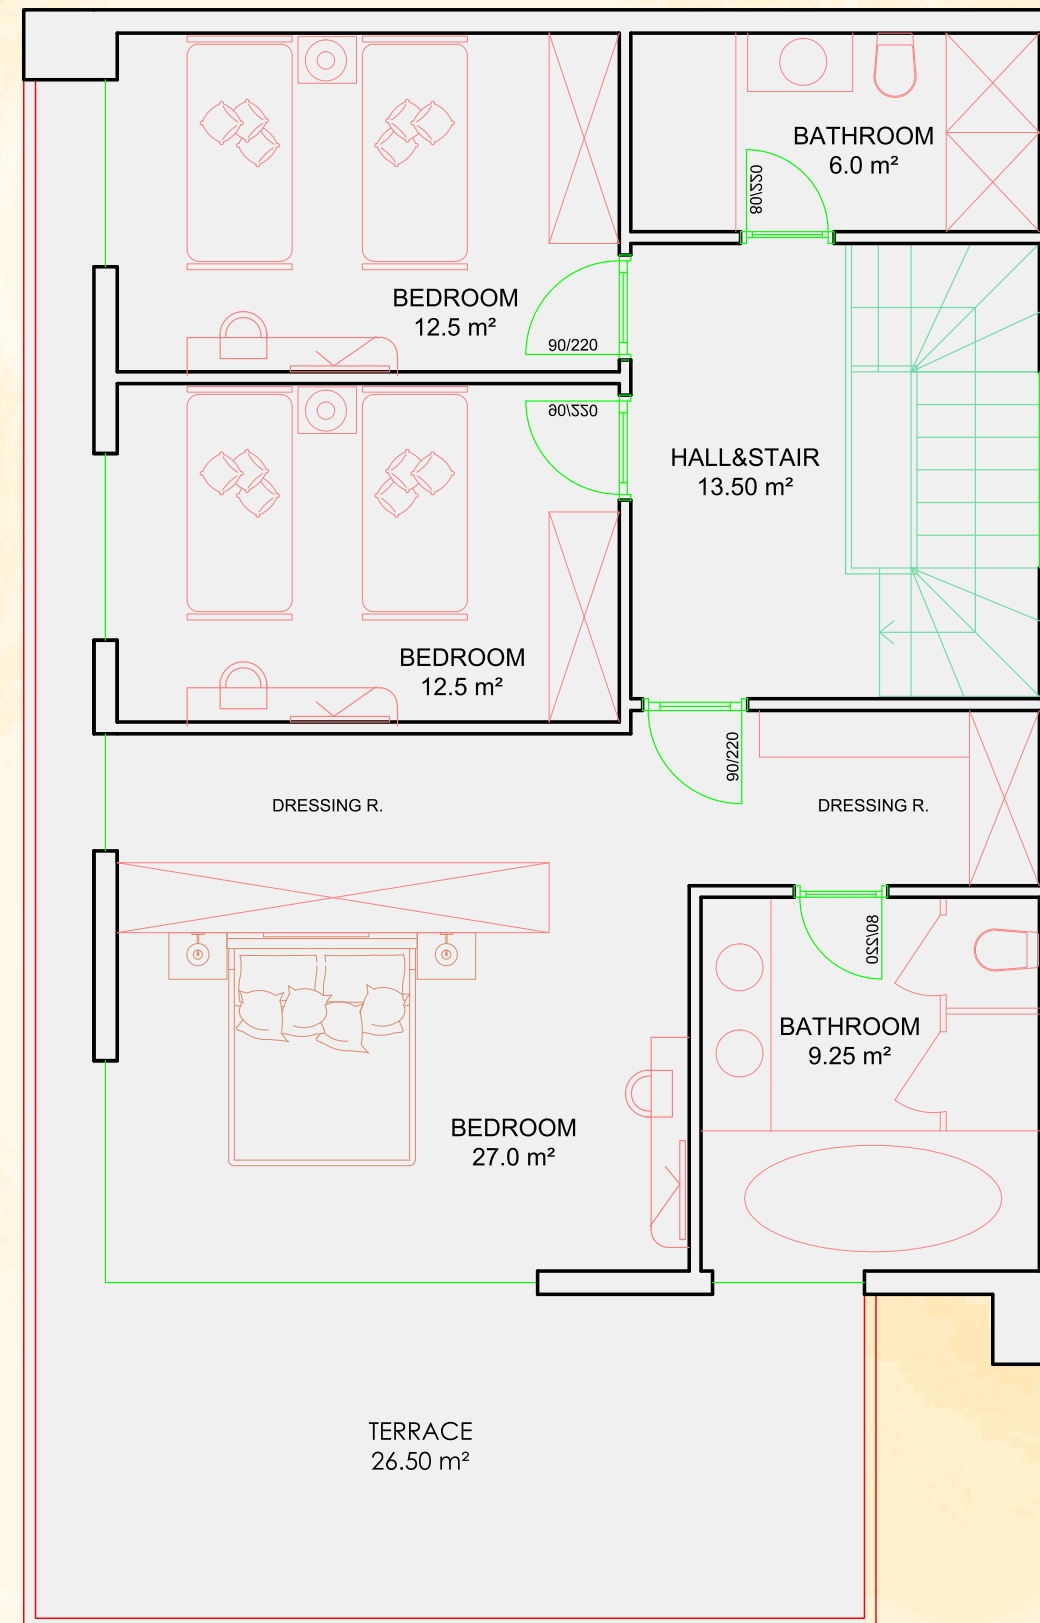 BATHROOM
6.0 m²
80/220
BEDROOM
12.5 m²
90/220
90/220
HALL&STAIR
13.50 m²
BEDROOM
12.5 m²
90/220
DRESSING R.
DRESSING R.
80/220
BATHROOM
9.25 m²
BEDROOM
27.0 m²
TERRACE
26.50 m²